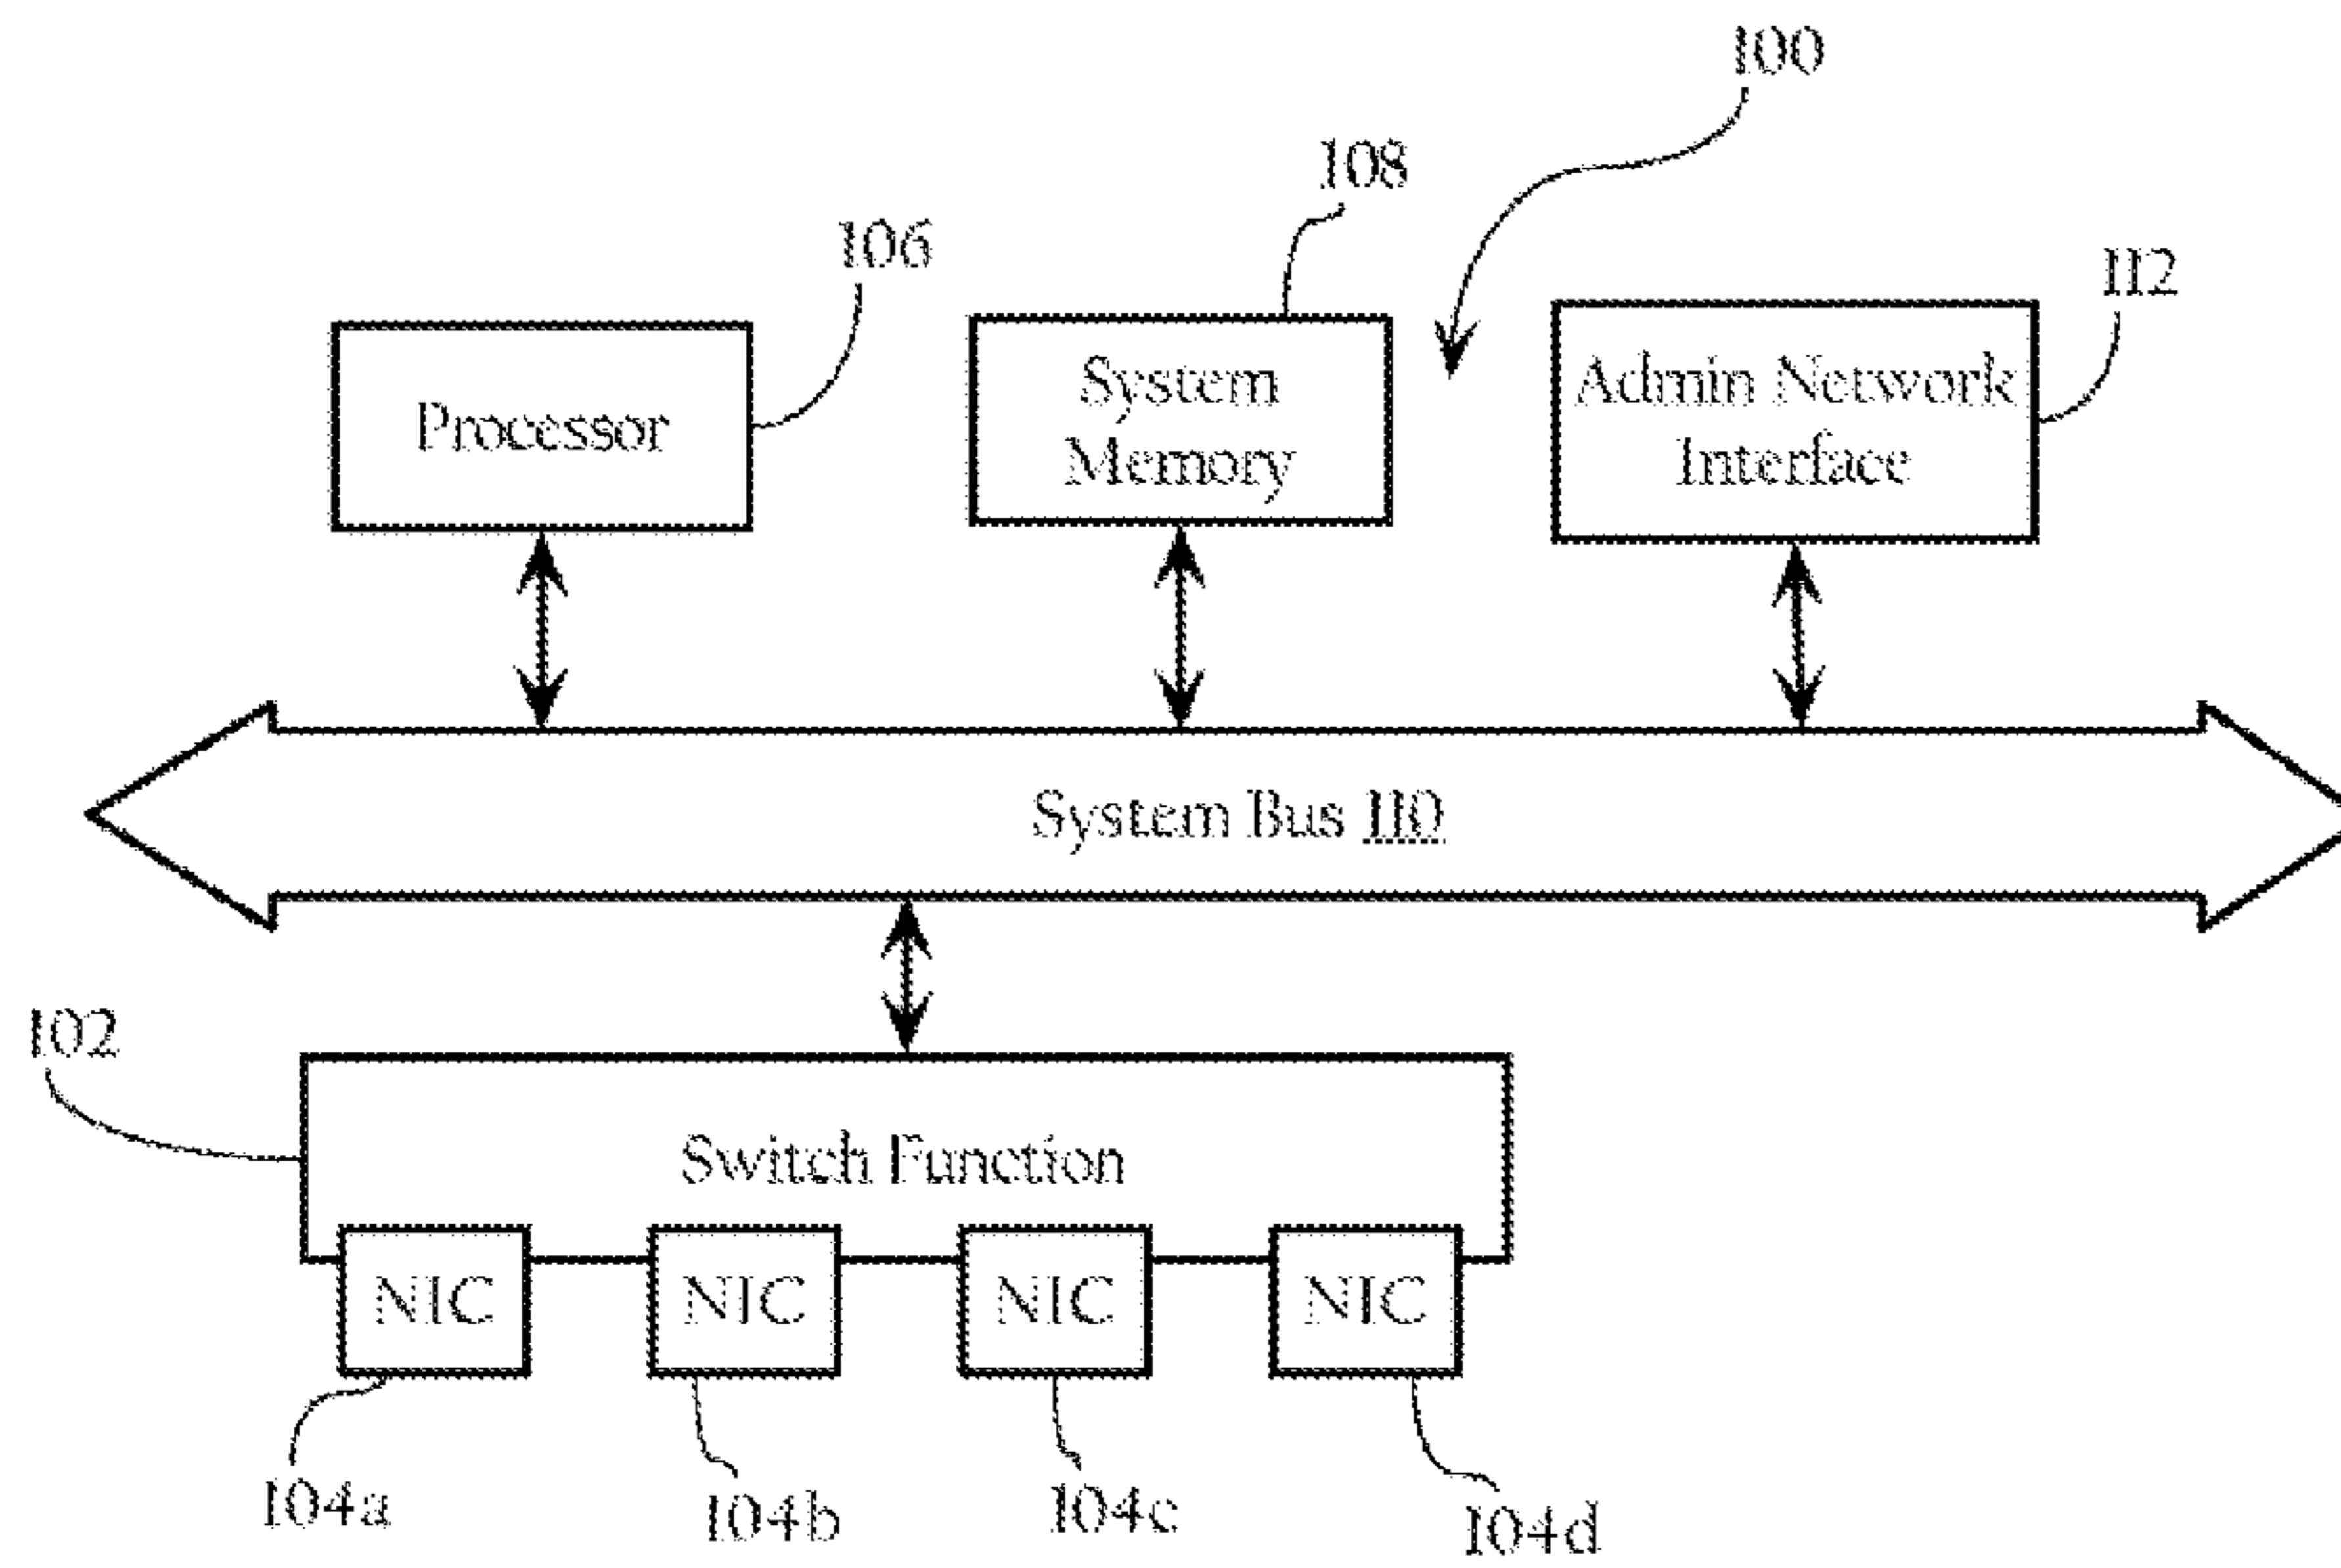 100
108
106
112
Processor
System
Memory
Admin Network
Interface
System Bus 110
102
Switch Function
NIC
NIC
NIC
NIC
104a
104b
104c
104d